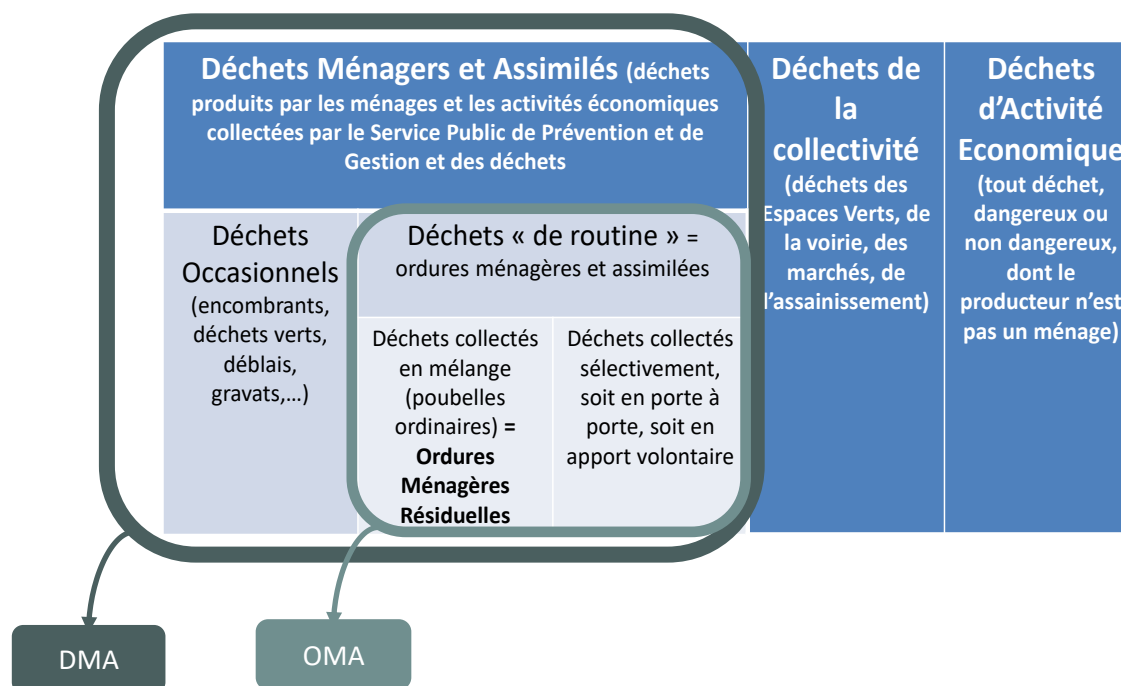 Déchets Ménagers et Assimilés (déchets
produits par les ménages et les activités économiques
collectées par le Service Public de Prévention et de
Gestion et des déchets
Déchets de
la
collectivité
(déchets des
Espaces Verts, de
la voirie, des
marchés, de
l'assainissement)
Déchets
d'Activité
Economique
(tout déchet,
dangereux ou
non dangereux,
dont le
producteur n'est
pas un ménage)
Déchets
Occasionnels
(encombrants,
déchets verts,
déblais,
gravats,…)
Déchets « de routine » =
ordures ménagères et assimilées
Déchets collectés
en mélange
(poubelles
ordinaires) =
Ordures
Ménagères
Résiduelles
Déchets collectés
sélectivement,
soit en porte à
porte, soit en
apport volontaire
DMA
OMA